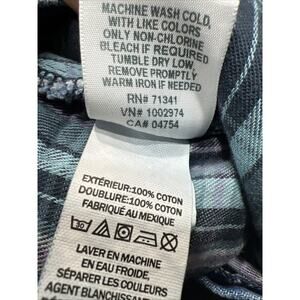 MACHINE WASH COLD,
WITH LIKE COLORS
ONLY NON-CHLORINE
BLEACH IF REQUIRED
TUMBLE DRY LOW.
REMOVE PROMPTLY
WARM IRON IF NEEDED
RN# 71341
VN# 1002974
CA# 04754
EXTÉRIEUR:100% COTON
DOUBLURE:100% COTON
FABRIQUÉ AU MEXIQUE
LAVER EN MACHINE
EN EAU FROIDE,
SÉPARER LES COULEURS
AGENT BLANCHISSANT